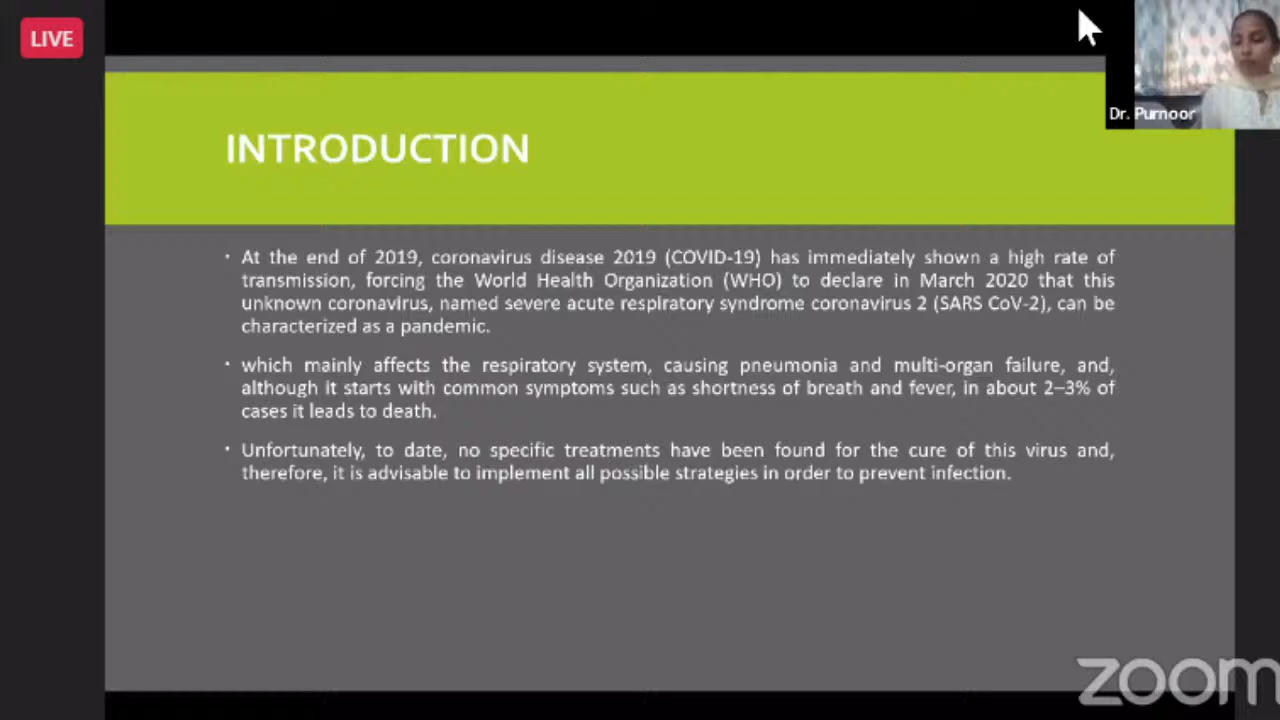 LIVE
Dr. Purnoor
INTRODUCTION
· At the end of 2019, coronavirus disease 2019 (COVID-19) has immediately shown a high rate of
transmission, forcing the World Health Organization (WHO) to declare in March 2020 that this
unknown coronavirus, named severe acute respiratory syndrome coronavirus 2 (SARS CoV-2), can be
characterized as a pandemic.
· which mainly affects the respiratory system, causing pneumonia and multi-organ failure, and,
although it starts with common symptoms such as shortness of breath and fever, in about 2–3% of
cases it leads to death.
· Unfortunately, to date, no specific treatments have been found for the cure of this virus and,
therefore, it is advisable to implement all possible strategies in order to prevent infection.
zoom